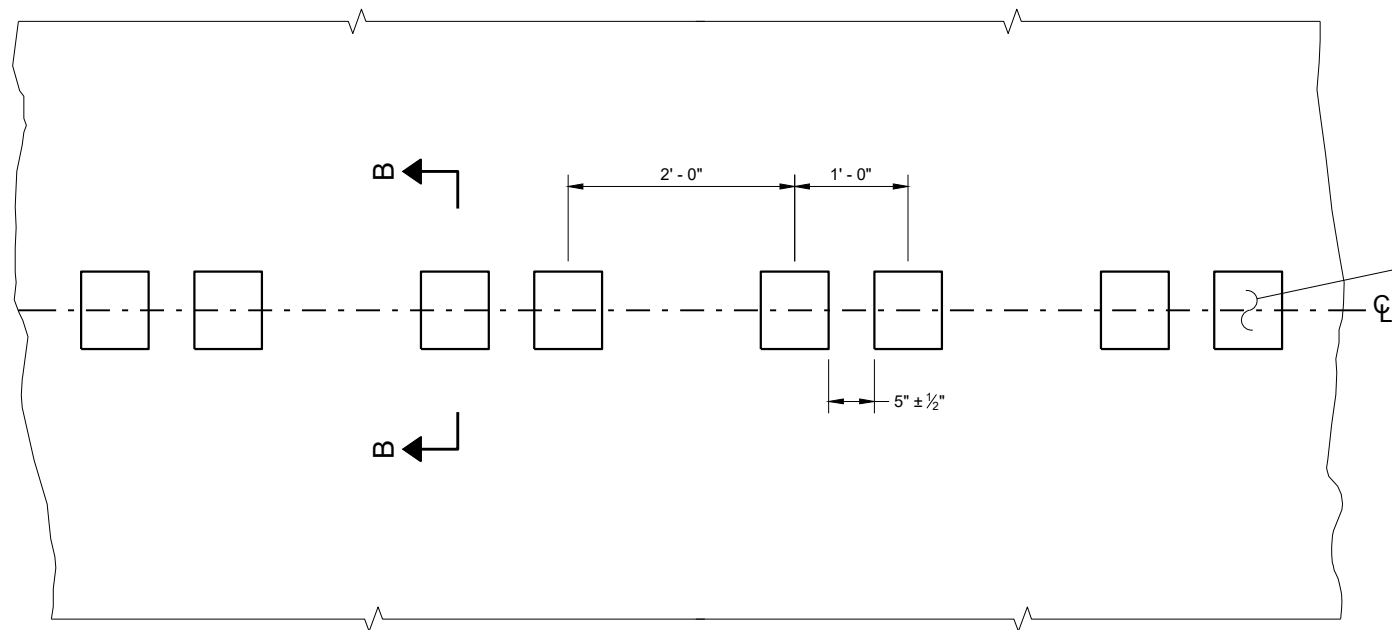 B
2' - 0"
1' - 0"
℄
5" ± ½"
B